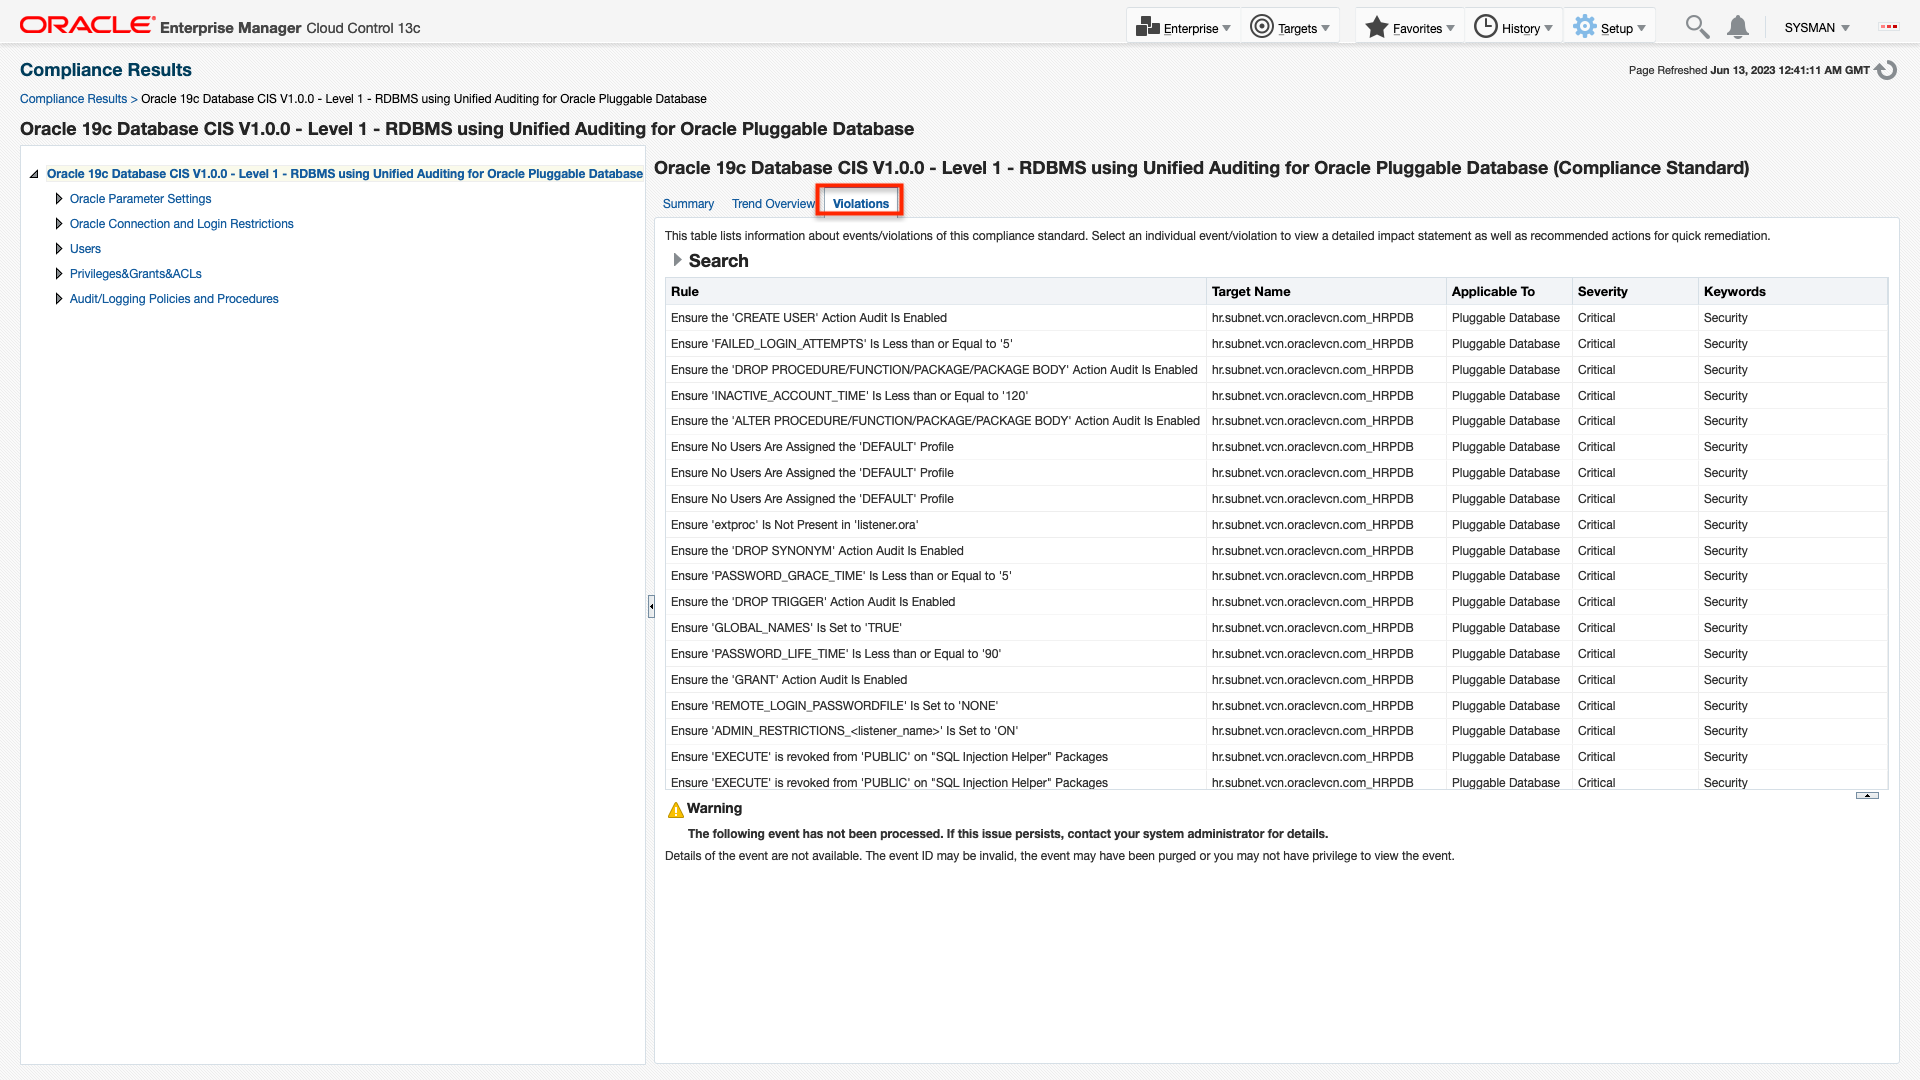 ORACLE Enterprise Manager Cloud Control 13c
Enterprise
Targets
Favorites
History
Setup
SYSMAN
Compliance Results
Page Refreshed Jun 13, 2023 12:41:11 AM GMT
Compliance Results > Oracle 19c Database CIS V1.0.0 - Level 1 - RDBMS using Unified Auditing for Oracle Pluggable Database
Oracle 19c Database CIS V1.0.0 - Level 1 - RDBMS using Unified Auditing for Oracle Pluggable Database
Oracle 19c Database CIS V1.0.0 - Level 1 - RDBMS using Unified Auditing for Oracle Pluggable Database
Oracle Parameter Settings
Oracle Connection and Login Restrictions
Users
Privileges&Grants&ACLs
Audit/Logging Policies and Procedures
Oracle 19c Database CIS V1.0.0 - Level 1 - RDBMS using Unified Auditing for Oracle Pluggable Database (Compliance Standard)
Summary Trend Overview Violations
This table lists information about events/violations of this compliance standard. Select an individual event/violation to view a detailed impact statement as well as recommended actions for quick remediation.
Search
Rule Target Name Applicable To Severity Keywords
Ensure the 'CREATE USER' Action Audit Is Enabled hr.subnet.vcn.oraclevcn.com_HRPDB Pluggable Database Critical Security
Ensure 'FAILED_LOGIN_ATTEMPTS' Is Less than or Equal to '5' hr.subnet.vcn.oraclevcn.com_HRPDB Pluggable Database Critical Security
Ensure the 'DROP PROCEDURE/FUNCTION/PACKAGE/PACKAGE BODY' Action Audit Is Enabled hr.subnet.vcn.oraclevcn.com_HRPDB Pluggable Database Critical Security
Ensure 'INACTIVE_ACCOUNT_TIME' Is Less than or Equal to '120' hr.subnet.vcn.oraclevcn.com_HRPDB Pluggable Database Critical Security
Ensure the 'ALTER PROCEDURE/FUNCTION/PACKAGE/PACKAGE BODY' Action Audit Is Enabled hr.subnet.vcn.oraclevcn.com_HRPDB Pluggable Database Critical Security
Ensure No Users Are Assigned the 'DEFAULT' Profile hr.subnet.vcn.oraclevcn.com_HRPDB Pluggable Database Critical Security
Ensure No Users Are Assigned the 'DEFAULT' Profile hr.subnet.vcn.oraclevcn.com_HRPDB Pluggable Database Critical Security
Ensure No Users Are Assigned the 'DEFAULT' Profile hr.subnet.vcn.oraclevcn.com_HRPDB Pluggable Database Critical Security
Ensure 'extproc' Is Not Present in 'listener.ora' hr.subnet.vcn.oraclevcn.com_HRPDB Pluggable Database Critical Security
Ensure the 'DROP SYNONYM' Action Audit Is Enabled hr.subnet.vcn.oraclevcn.com_HRPDB Pluggable Database Critical Security
Ensure 'PASSWORD_GRACE_TIME' Is Less than or Equal to '5' hr.subnet.vcn.oraclevcn.com_HRPDB Pluggable Database Critical Security
Ensure the 'DROP TRIGGER' Action Audit Is Enabled hr.subnet.vcn.oraclevcn.com_HRPDB Pluggable Database Critical Security
Ensure 'GLOBAL_NAMES' Is Set to 'TRUE' hr.subnet.vcn.oraclevcn.com_HRPDB Pluggable Database Critical Security
Ensure 'PASSWORD_LIFE_TIME' Is Less than or Equal to '90' hr.subnet.vcn.oraclevcn.com_HRPDB Pluggable Database Critical Security
Ensure the 'GRANT' Action Audit Is Enabled hr.subnet.vcn.oraclevcn.com_HRPDB Pluggable Database Critical Security
Ensure 'REMOTE_LOGIN_PASSWORDFILE' Is Set to 'NONE' hr.subnet.vcn.oraclevcn.com_HRPDB Pluggable Database Critical Security
Ensure 'ADMIN_RESTRICTIONS_<listener_name>' Is Set to 'ON' hr.subnet.vcn.oraclevcn.com_HRPDB Pluggable Database Critical Security
Ensure 'EXECUTE' is revoked from 'PUBLIC' on "SQL Injection Helper" Packages hr.subnet.vcn.oraclevcn.com_HRPDB Pluggable Database Critical Security
Ensure 'EXECUTE' is revoked from 'PUBLIC' on "SQL Injection Helper" Packages hr.subnet.vcn.oraclevcn.com_HRPDB Pluggable Database Critical Security
Warning
The following event has not been processed. If this issue persists, contact your system administrator for details.
Details of the event are not available. The event ID may be invalid, the event may have been purged or you may not have privilege to view the event.